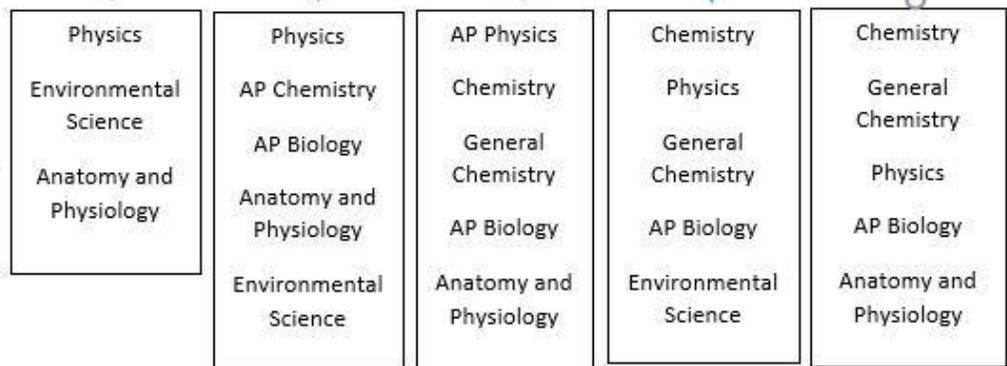 Physics
Environmental
Science
Anatomy and
Physiology
Physics
AP Chemistry
AP Biology
Anatomy and
Physiology
Environmental
Science
AP Physics
Chemistry
General
Chemistry
AP Biology
Anatomy and
Physiology
Chemistry
Physics
General
Chemistry
AP Biology
Environmental
Science
Chemistry
General
Chemistry
Physics
AP Biology
Anatomy and
Physiology